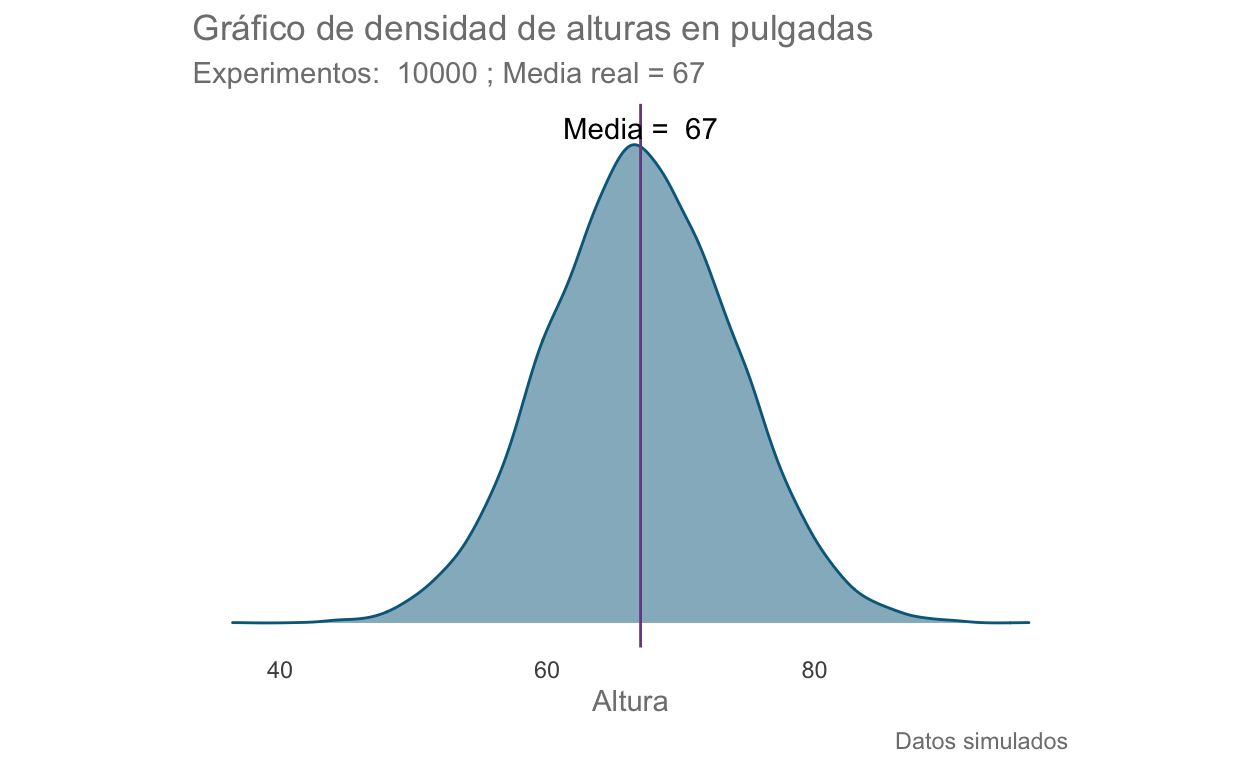 Gráfico de densidad de alturas en pulgadas
Experimentos:  10000 ; Media real = 67
Media =  67
40 60 80
Altura
Datos simulados